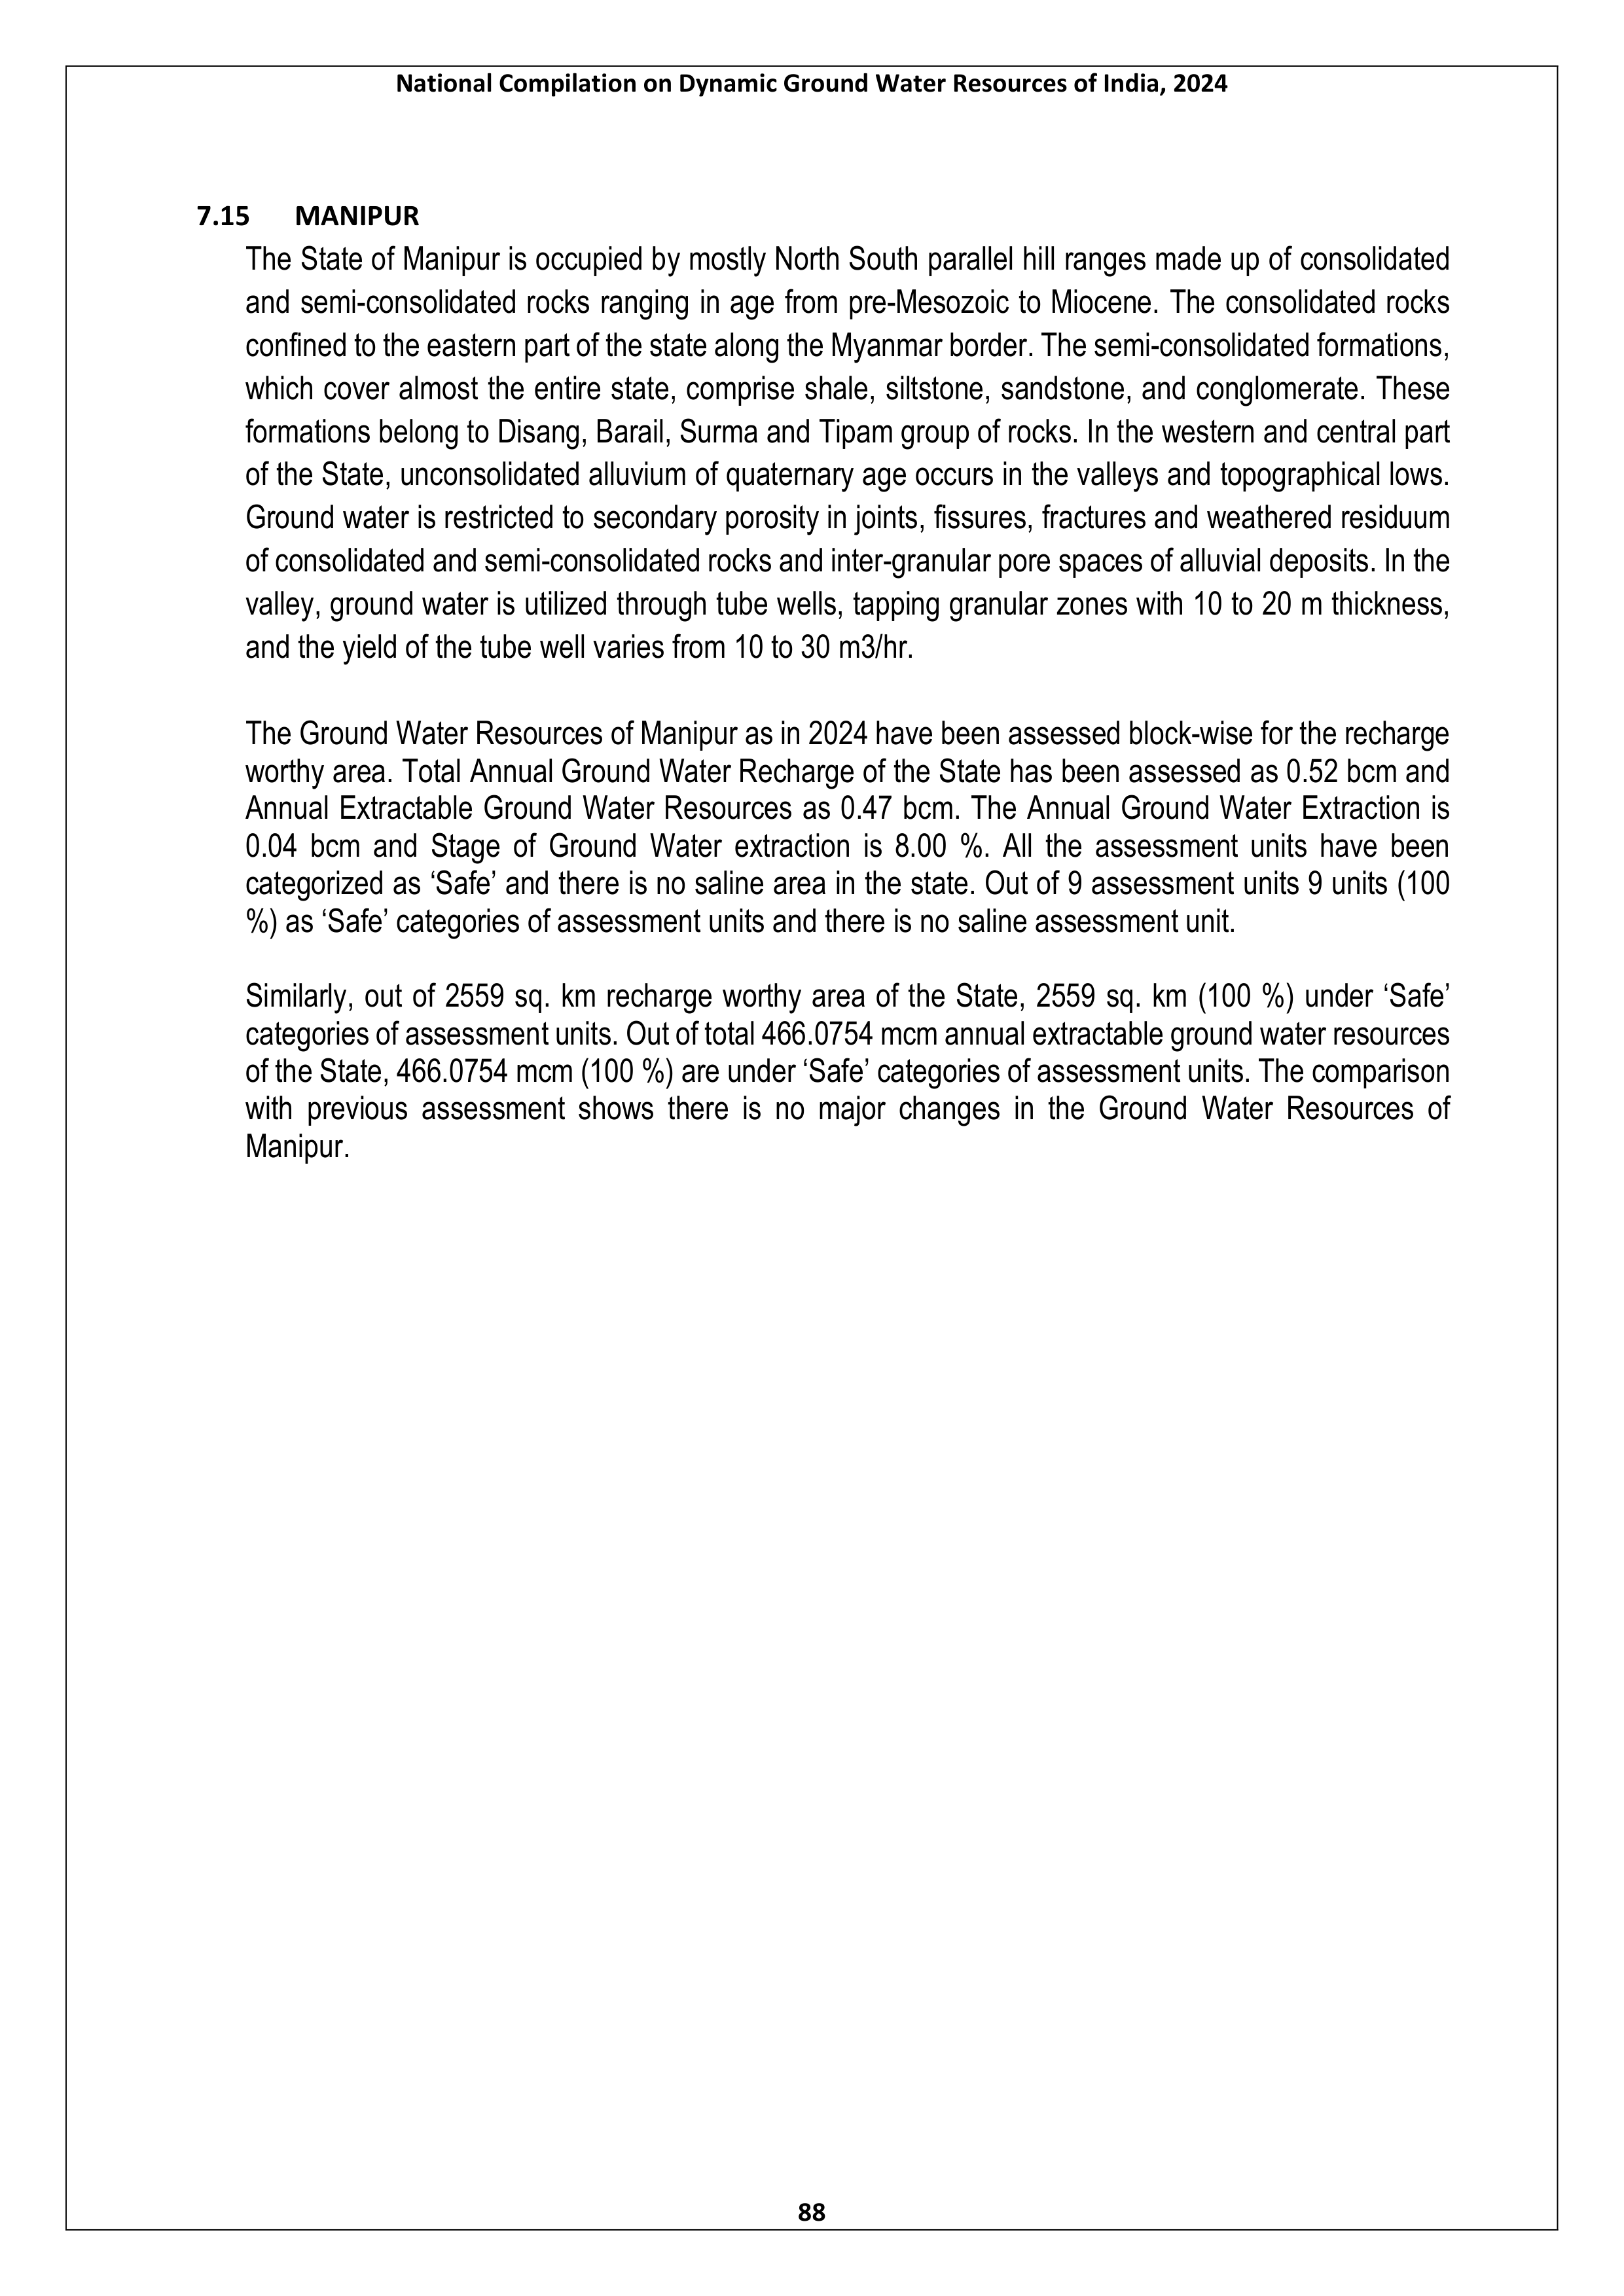 National Compilation on Dynamic Ground Water Resources of India, 2024
7.15 MANIPUR
The State of Manipur is occupied by mostly North South parallel hill ranges made up of consolidated
and semi-consolidated rocks ranging in age from pre-Mesozoic to Miocene. The consolidated rocks
confined to the eastern part of the state along the Myanmar border. The semi-consolidated formations,
which cover almost the entire state, comprise shale, siltstone, sandstone, and conglomerate. These
formations belong to Disang, Barail, Surma and Tipam group of rocks. In the western and central part
of the State, unconsolidated alluvium of quaternary age occurs in the valleys and topographical lows.
Ground water is restricted to secondary porosity in joints, fissures, fractures and weathered residuum
of consolidated and semi-consolidated rocks and inter-granular pore spaces of alluvial deposits. In the
valley, ground water is utilized through tube wells, tapping granular zones with 10 to 20 m thickness,
and the yield of the tube well varies from 10 to 30 m3/hr.
The Ground Water Resources of Manipur as in 2024 have been assessed block-wise for the recharge
worthy area. Total Annual Ground Water Recharge of the State has been assessed as 0.52 bcm and
Annual Extractable Ground Water Resources as 0.47 bcm. The Annual Ground Water Extraction is
0.04 bcm and Stage of Ground Water extraction is 8.00 %. All the assessment units have been
categorized as ‘Safe’ and there is no saline area in the state. Out of 9 assessment units 9 units (100
%) as ‘Safe’ categories of assessment units and there is no saline assessment unit.
Similarly, out of 2559 sq. km recharge worthy area of the State, 2559 sq. km (100 %) under ‘Safe’
categories of assessment units. Out of total 466.0754 mcm annual extractable ground water resources
of the State, 466.0754 mcm (100 %) are under ‘Safe’ categories of assessment units. The comparison
with previous assessment shows there is no major changes in the Ground Water Resources of
Manipur.
88